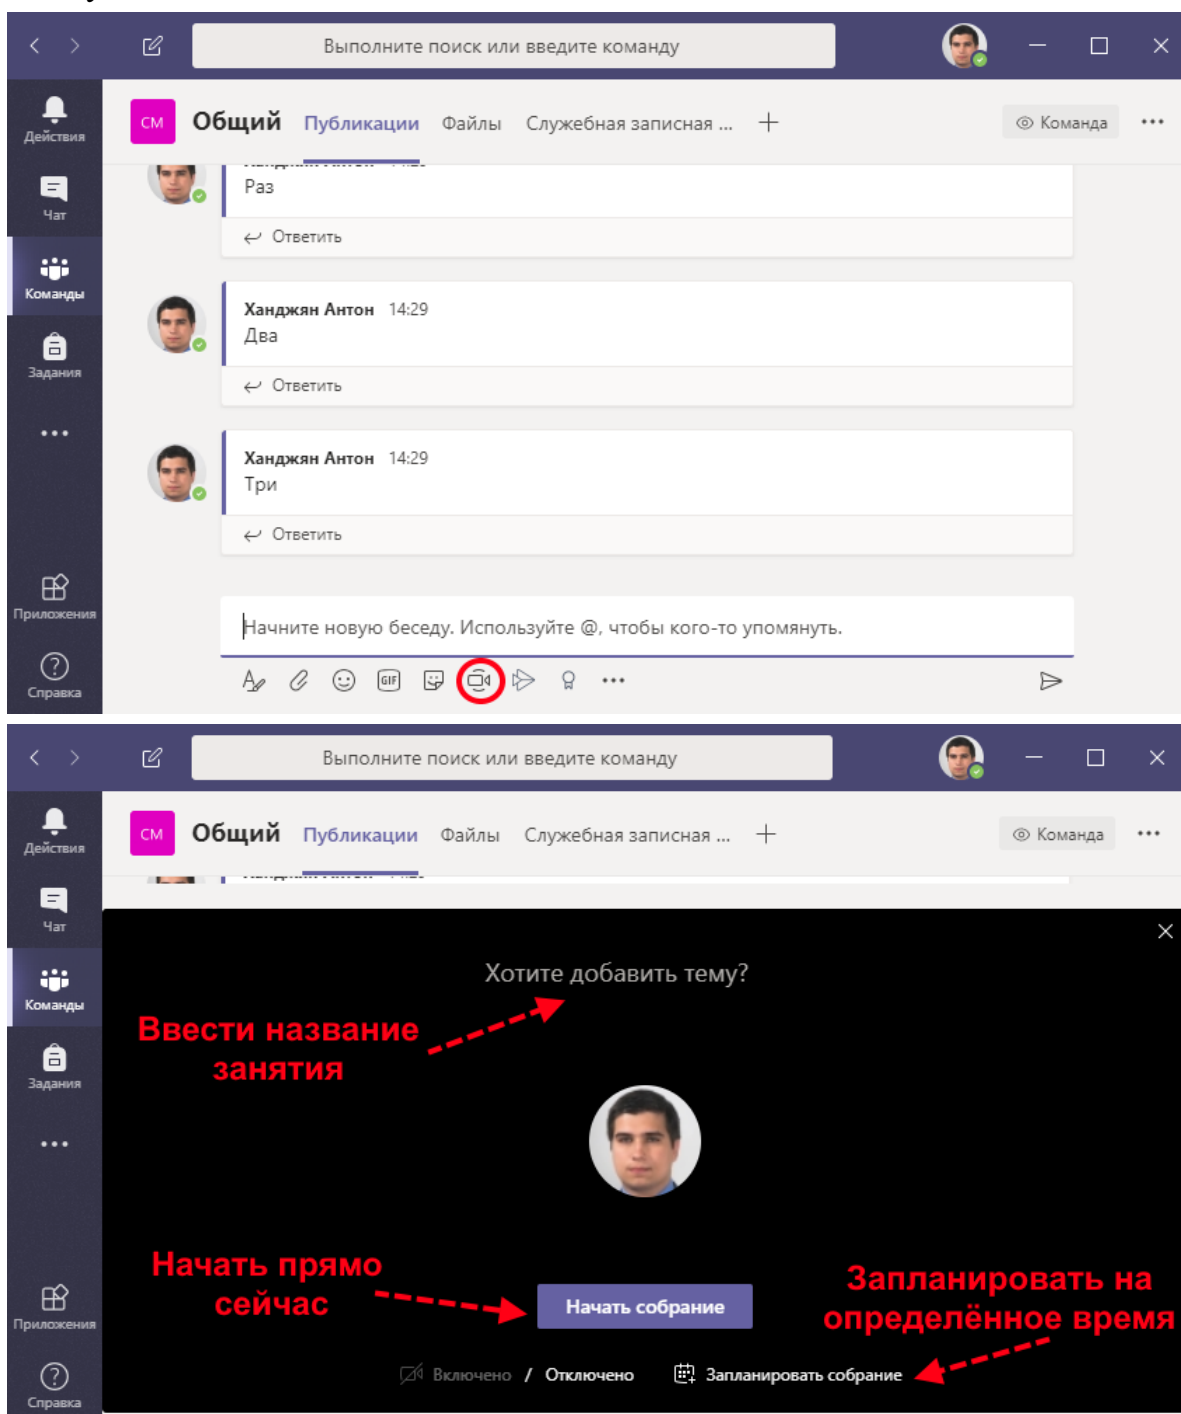 Выполните поиск или введите команду
Действия
СМ Общий Публикации Файлы Служебная записная ... Команда
Чат
Раз
Ответить
Команды
Ханджян Антон 14:29
Два
Задания
Ответить
Ханджян Антон 14:29
Три
Ответить
Приложения
Начните новую беседу. Используйте @, чтобы кого-то упомянуть.
GIF
Справка
Выполните поиск или введите команду
Действия
СМ Общий Публикации Файлы Служебная записная ... Команда
Чат
Хотите добавить тему?
Команды
Ввести название
занятия
Задания
Начать прямо
сейчас
Запланировать на
определённое время
Начать собрание
Приложения
Включено / Отключено Запланировать собрание
Справка